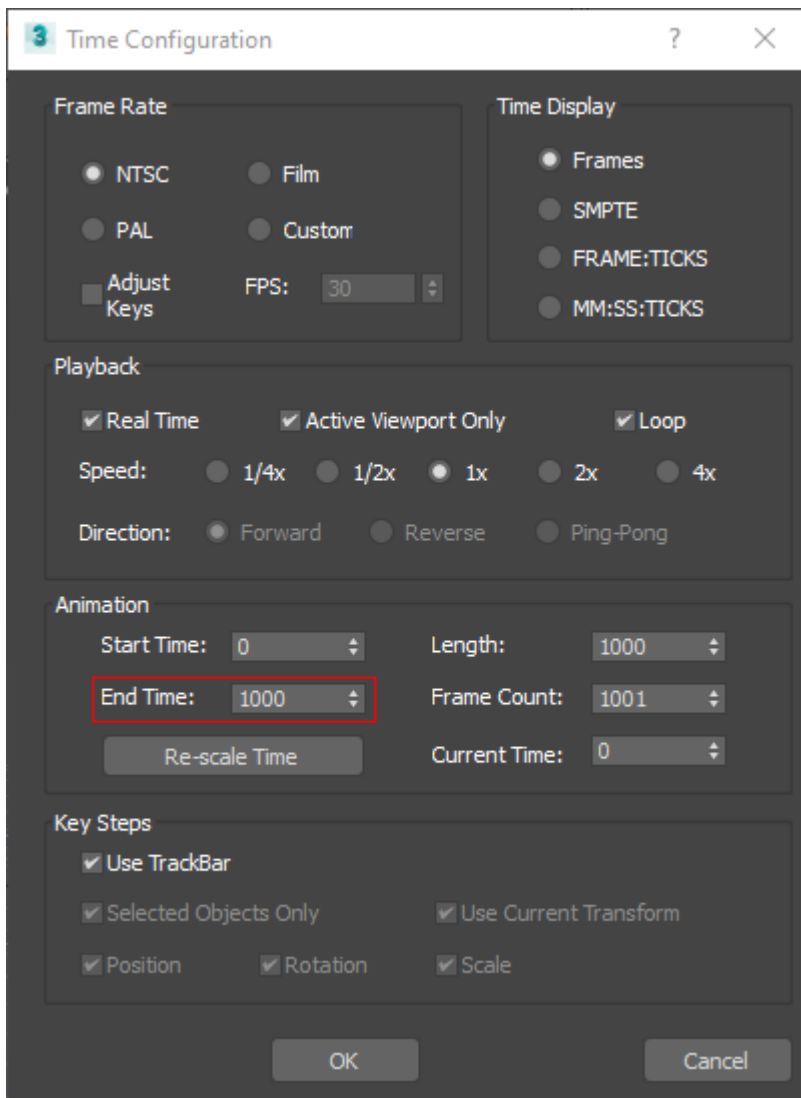 3 Time Configuration ?
Frame Rate
NTSC Film
PAL Custom
Adjust
Keys
FPS: 30
Time Display
Frames
SMPTE
FRAME:TICKS
MM:SS:TICKS
Playback
Real Time Active Viewport Only Loop
Speed: 1/4x 1/2x 1x 2x 4x
Direction: Forward Reverse Ping-Pong
Animation
Start Time: 0 Length: 1000
End Time: 1000 Frame Count: 1001
Re-scale Time Current Time: 0
Key Steps
Use TrackBar
Selected Objects Only Use Current Transform
Position Rotation Scale
OK Cancel